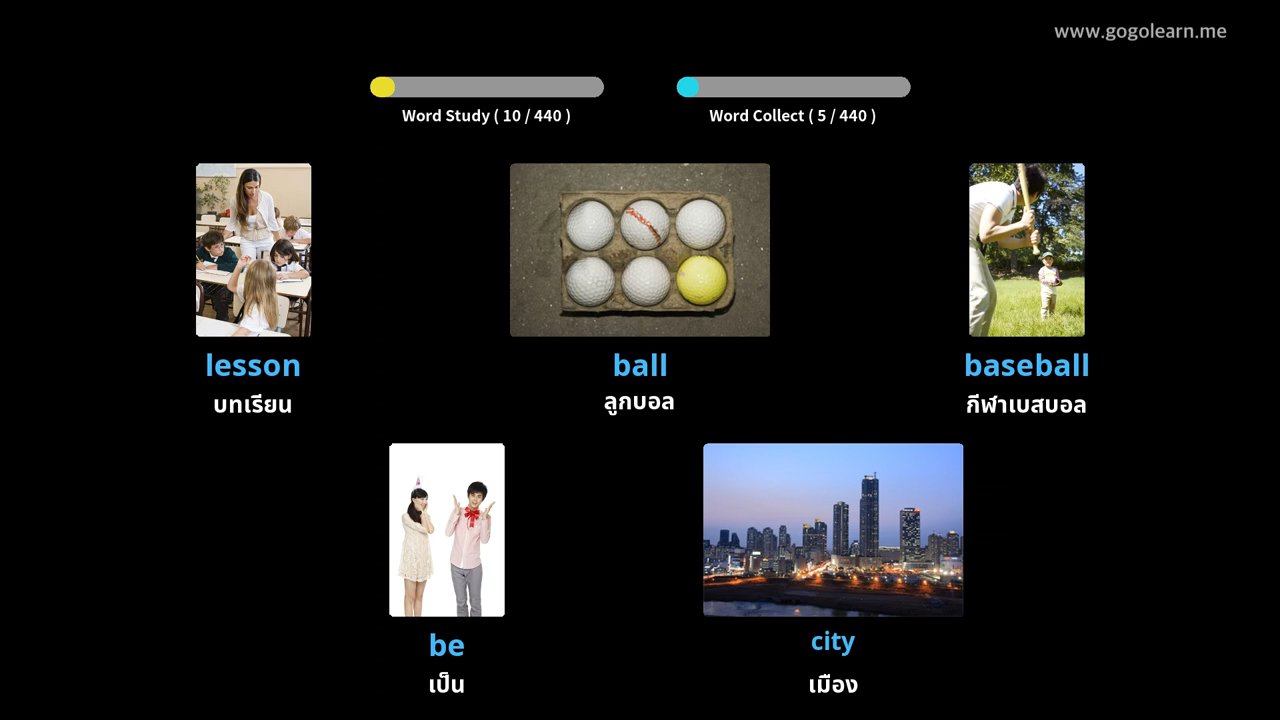 www.gogolearn.me
Word Study ( 10 / 440 )
Word Collect ( 5 / 440 )
lesson
บทเรียน
ball
ลูกบอล
baseball
กีฬาเบสบอล
be
เป็น
city
เมือง